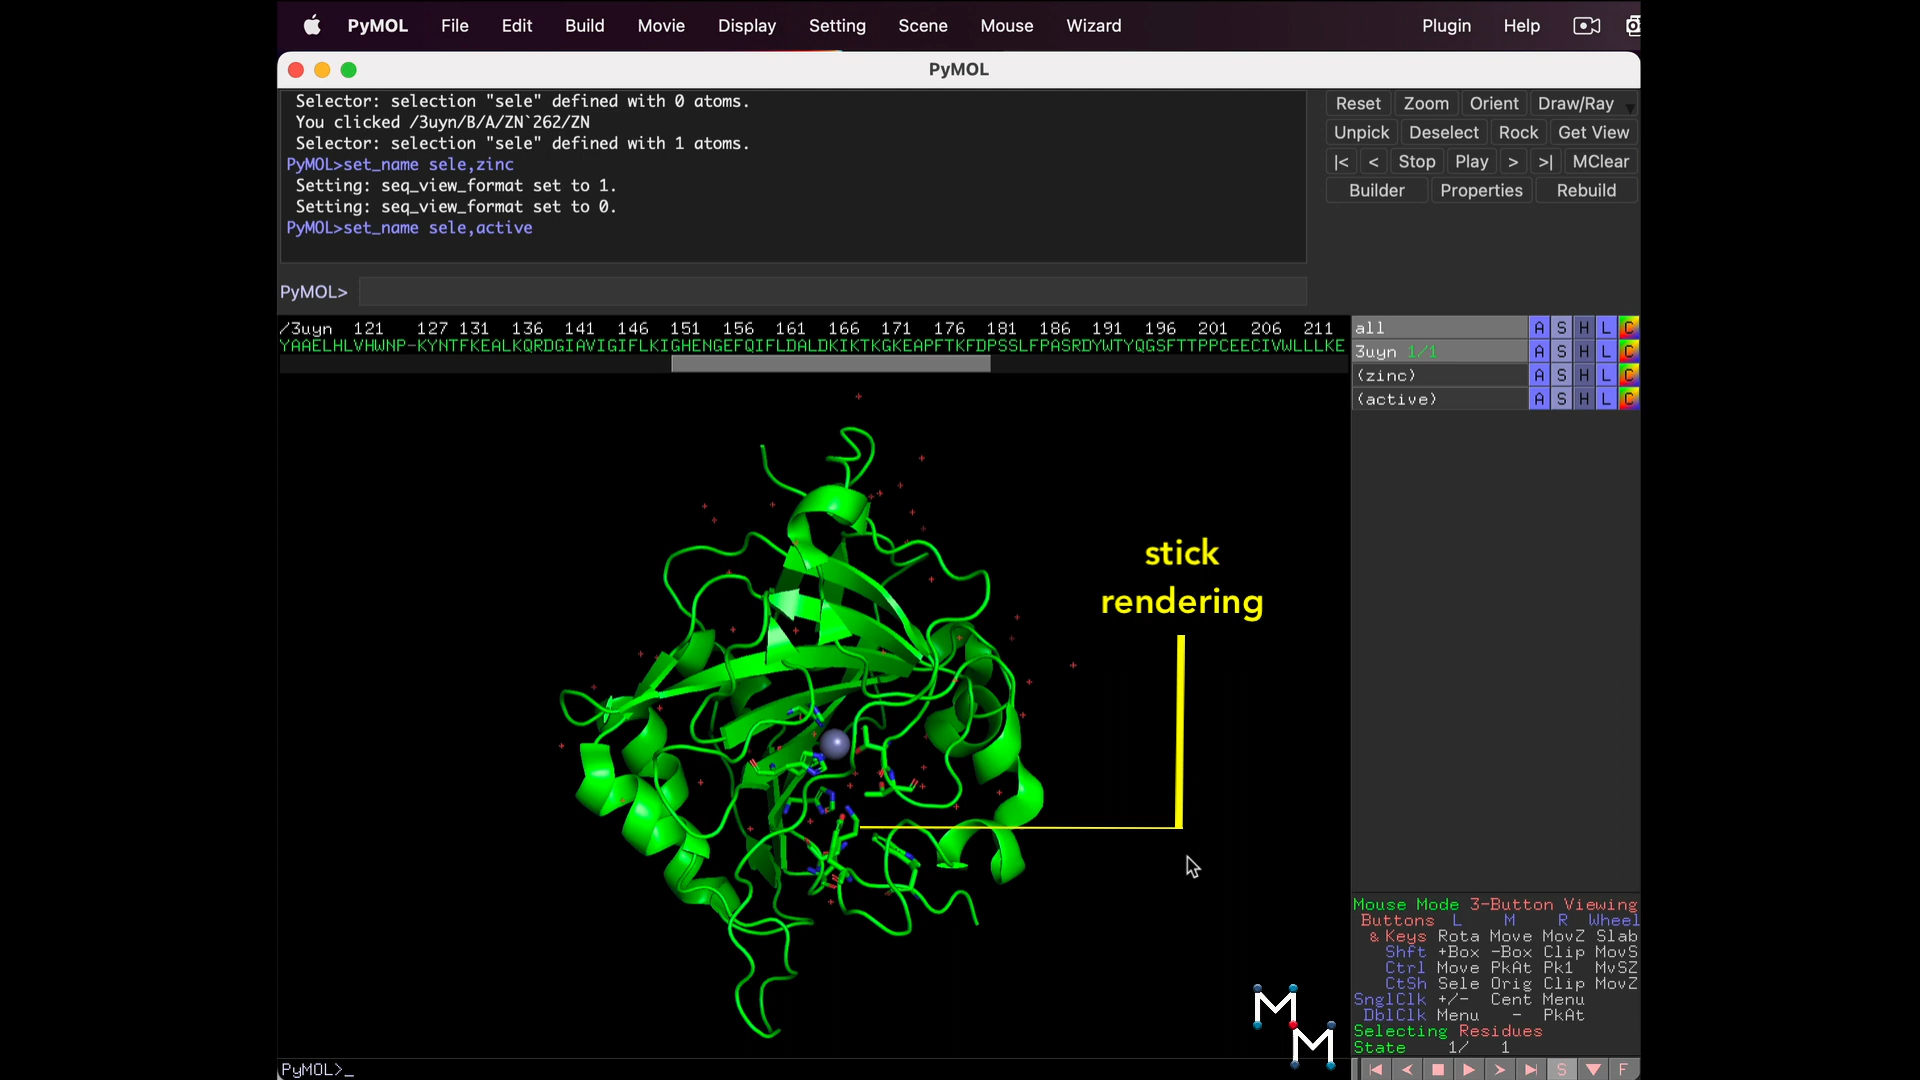 PyMOL File Edit Build Movie Display Setting Scene Mouse Wizard Plugin Help
PyMOL
Selector: selection "sele" defined with 0 atoms.
You clicked /3uyn/B/A/ZN`262/ZN
Selector: selection "sele" defined with 1 atoms.
PyMOL>set_name sele,zinc
Setting: seq_view_format set to 1.
Setting: seq_view_format set to 0.
PyMOL>set_name sele,active
PyMOL>
Reset Zoom Orient Draw/Ray
Unpick Deselect Rock Get View
|< < Stop Play > >| MClear
Builder Properties Rebuild
/3uyn 121 127 131 136 141 146 151 156 161 166 171 176 181 186 191 196 201 206 211
YAAELHLVHWNP-KYNTFKEALKQRDGIAVIGIFLKIGHENGEFQIFLDALDKIKTKGKEAPFTKFDPSSLFPASRDYWTYQGSFTTPPCEECIVWLLLKE
all A S H L C
3uyn 1/1 A S H L C
(zinc) A S H L C
(active) A S H L C
stick
rendering
Mouse Mode 3-Button Viewing
Buttons L M R Wheel
& Keys Rota Move MovZ Slab
Shft +Box -Box Clip MovS
Ctrl Move PkAt Pk1 MvSZ
CtSh Sele Orig Clip MovZ
SnglClk +/- Cent Menu
DblClk Menu - PkAt
Selecting Residues
State 1/ 1
S F
M
M
PyMOL>_